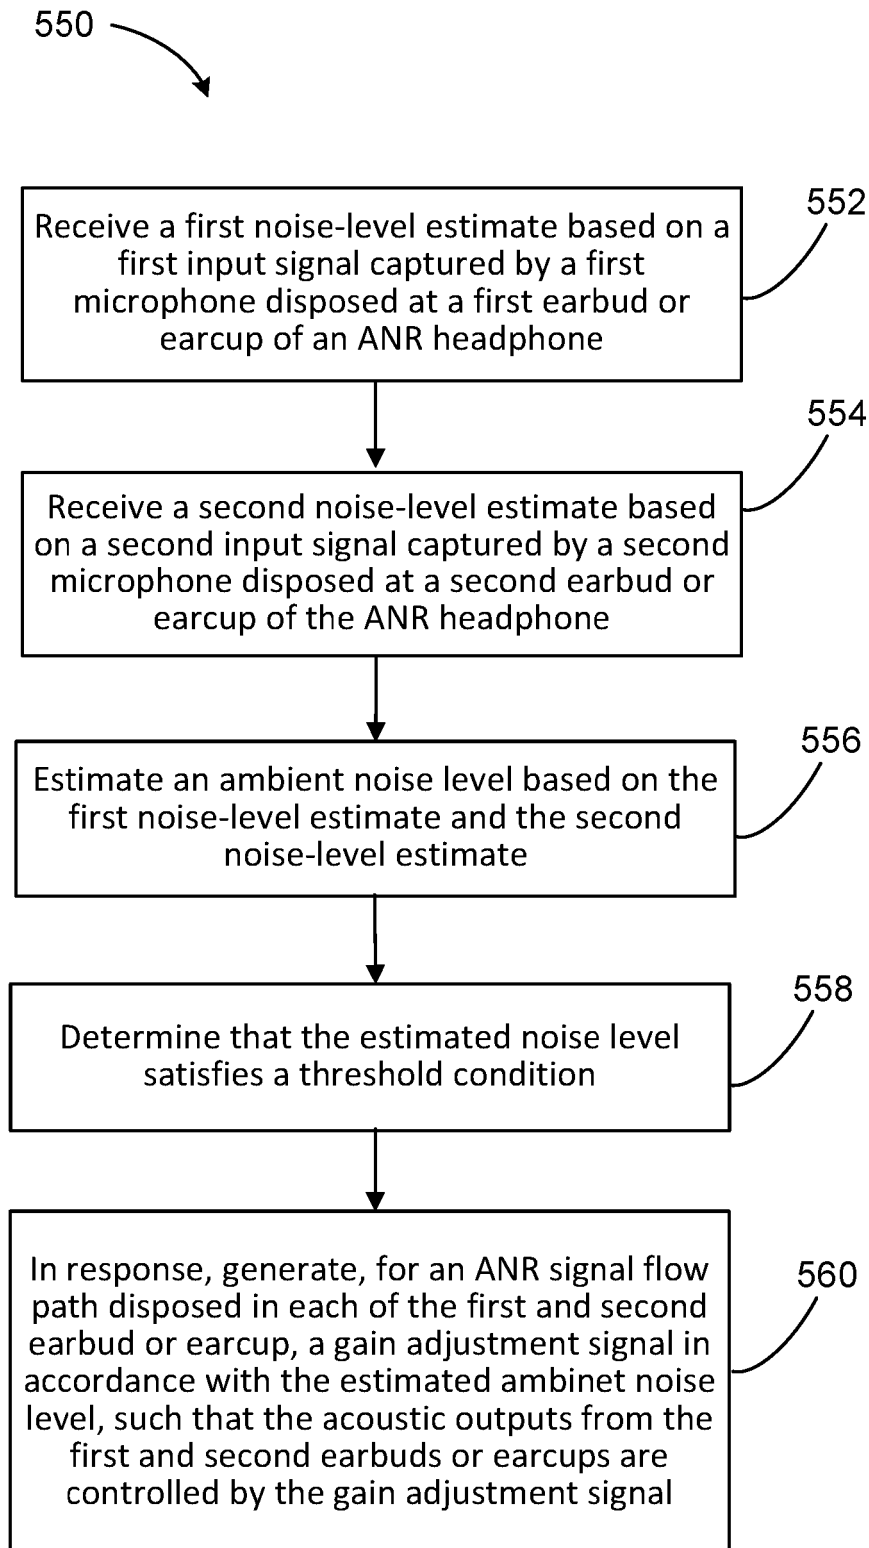 550
552
Receive a first noise-level estimate based on a
first input signal captured by a first
microphone disposed at a first earbud or
earcup of an ANR headphone
554
Receive a second noise-level estimate based
on a second input signal captured by a second
microphone disposed at a second earbud or
earcup of the ANR headphone
556
Estimate an ambient noise level based on the
first noise-level estimate and the second
noise-level estimate
558
Determine that the estimated noise level
satisfies a threshold condition
560
In response, generate, for an ANR signal flow
path disposed in each of the first and second
earbud or earcup, a gain adjustment signal in
accordance with the estimated ambinet noise
level, such that the acoustic outputs from the
first and second earbuds or earcups are
controlled by the gain adjustment signal